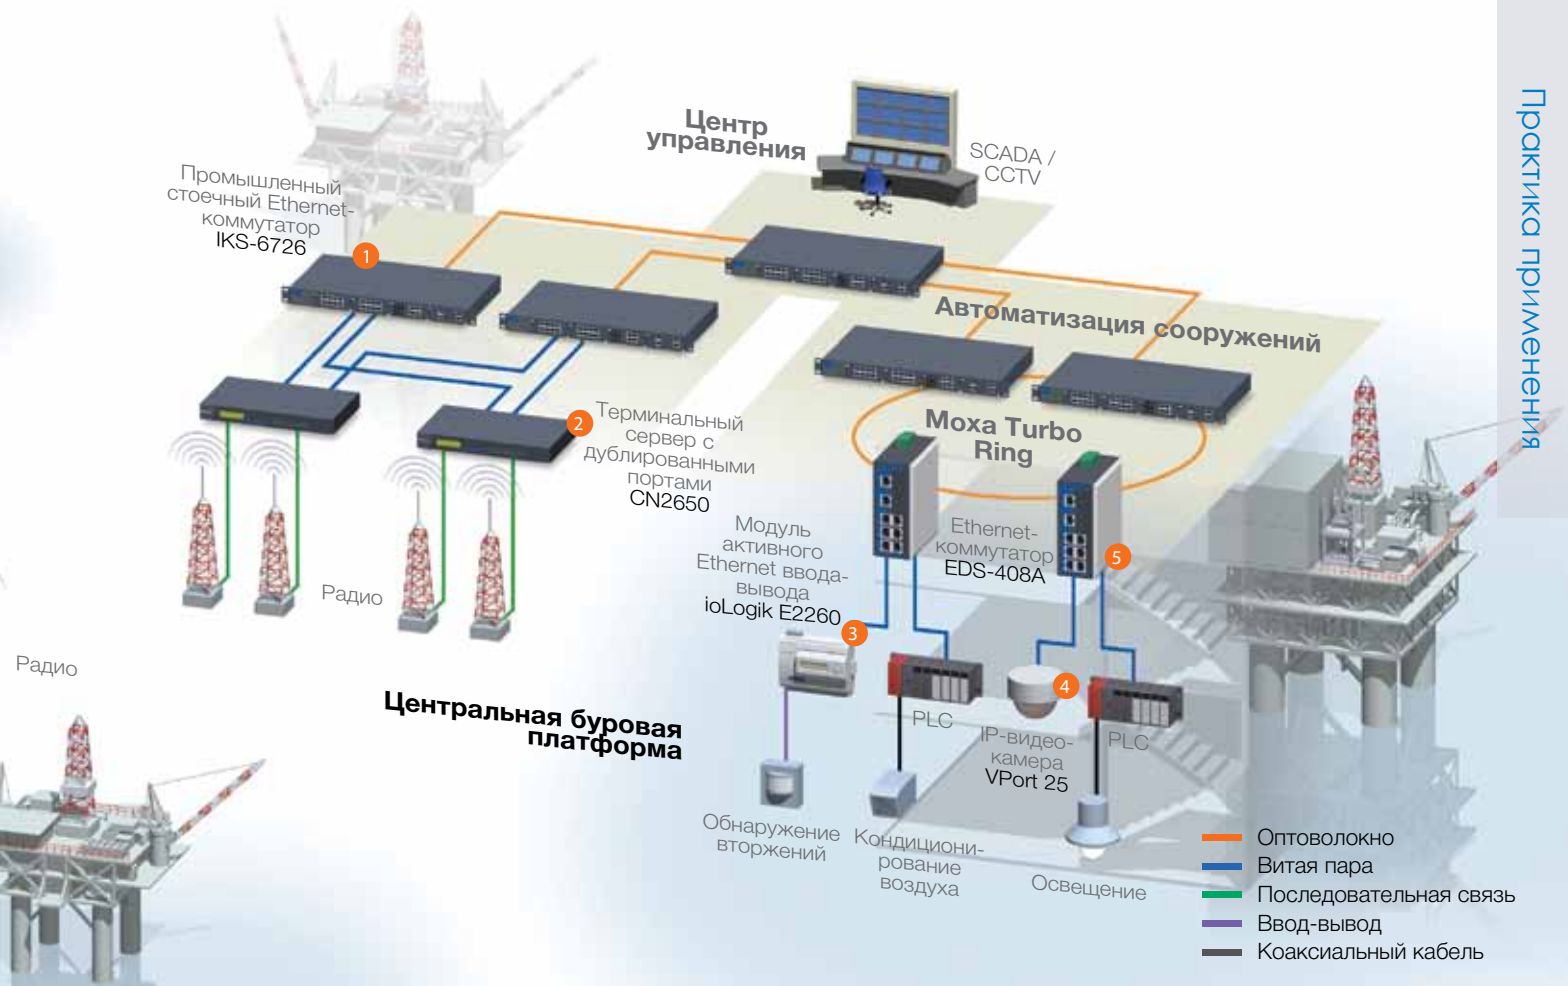 Практика применения
Центр
управления
SCADA /
CCTV
Промышленный
стоечный Ethernet-
коммутатор
IKS-6726
1
Автоматизация сооружений
2
Терминальный
сервер с
дублированными
портами
CN2650
Moxa Turbo
Ring
Модуль
активного
Ethernet ввода-
вывода
ioLogik E2260
3
Ethernet-
коммутатор
EDS-408A
5
Радио
Радио
Центральная буровая
платформа
PLC
4
IP-видео-
камера
VPort 25
PLC
Обнаружение
вторжений
Кондициони-
рование
воздуха
Освещение
Оптоволокно
Витая пара
Последовательная связь
Ввод-вывод
Коаксиальный кабель